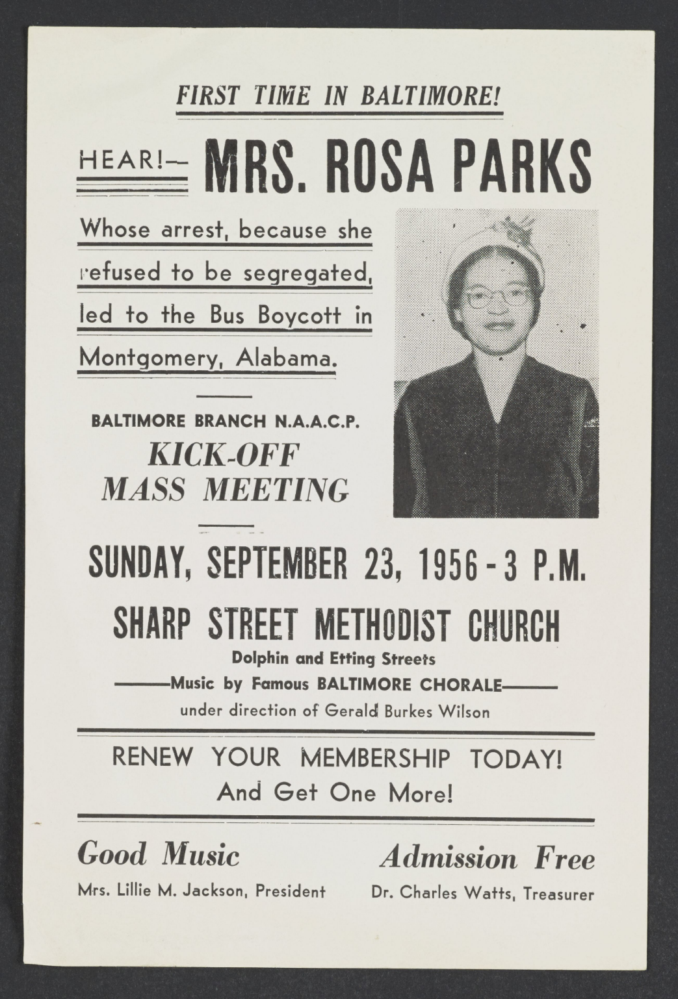 FIRST TIME IN BALTIMORE!
HEAR!— MRS. ROSA PARKS
Whose arrest, because she
refused to be segregated,
led to the Bus Boycott in
Montgomery, Alabama.
BALTIMORE BRANCH N.A.A.C.P.
KICK-OFF
MASS MEETING
SUNDAY, SEPTEMBER 23, 1956 - 3 P.M.
SHARP STREET METHODIST CHURCH
Dolphin and Etting Streets
Music by Famous BALTIMORE CHORALE
under direction of Gerald Burkes Wilson
RENEW YOUR MEMBERSHIP TODAY!
And Get One More!
Good Music Admission Free
Mrs. Lillie M. Jackson, President Dr. Charles Watts, Treasurer